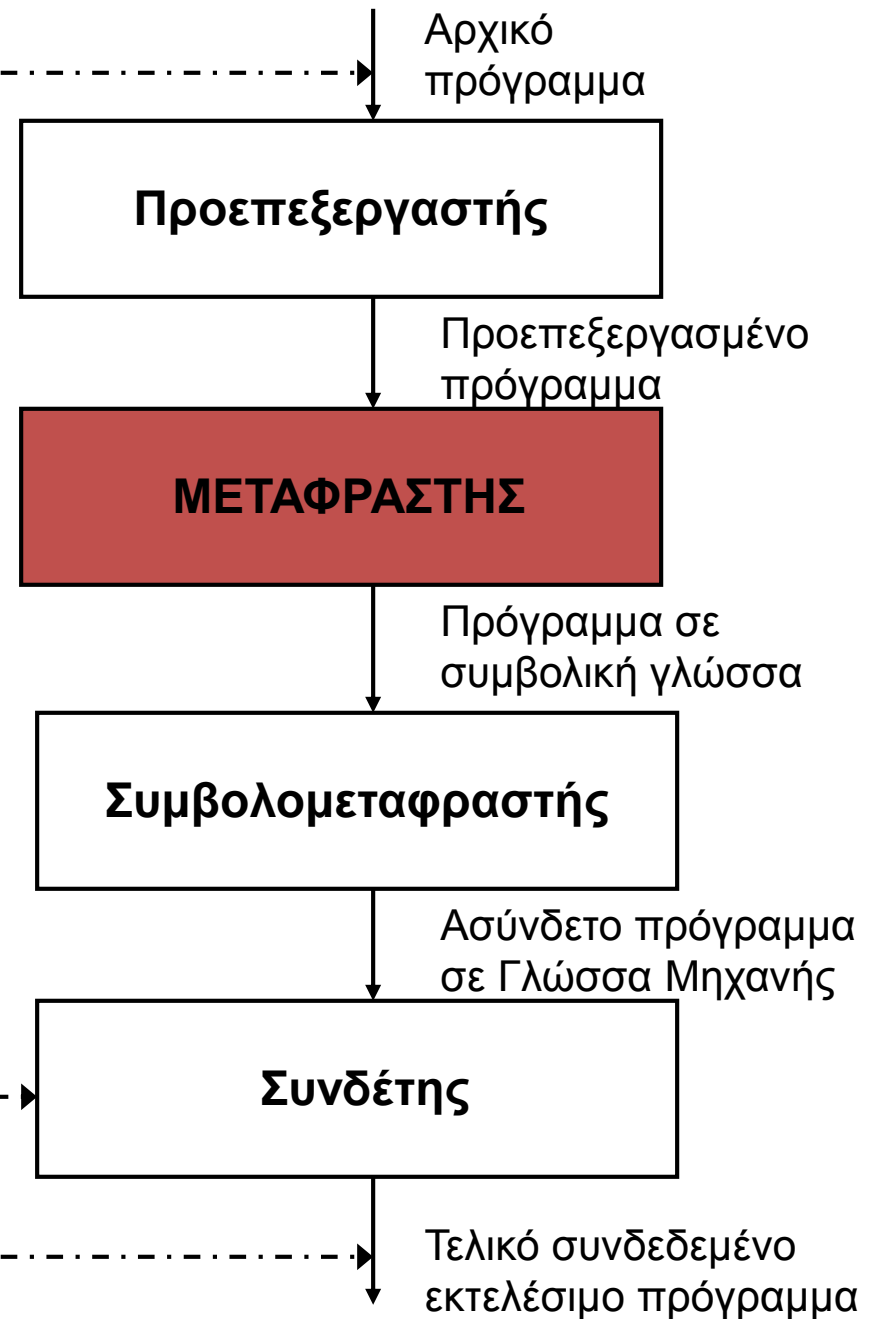 Αρχικό
πρόγραμμα
Προεπεξεργαστής
Προεπεξεργασμένο
πρόγραμμα
ΜΕΤΑΦΡΑΣΤΗΣ
Πρόγραμμα σε
συμβολική γλώσσα
Συμβολομεταφραστής
Ασύνδετο πρόγραμμα
σε Γλώσσα Μηχανής
Συνδέτης
Τελικό συνδεδεμένο
εκτελέσιμο πρόγραμμα